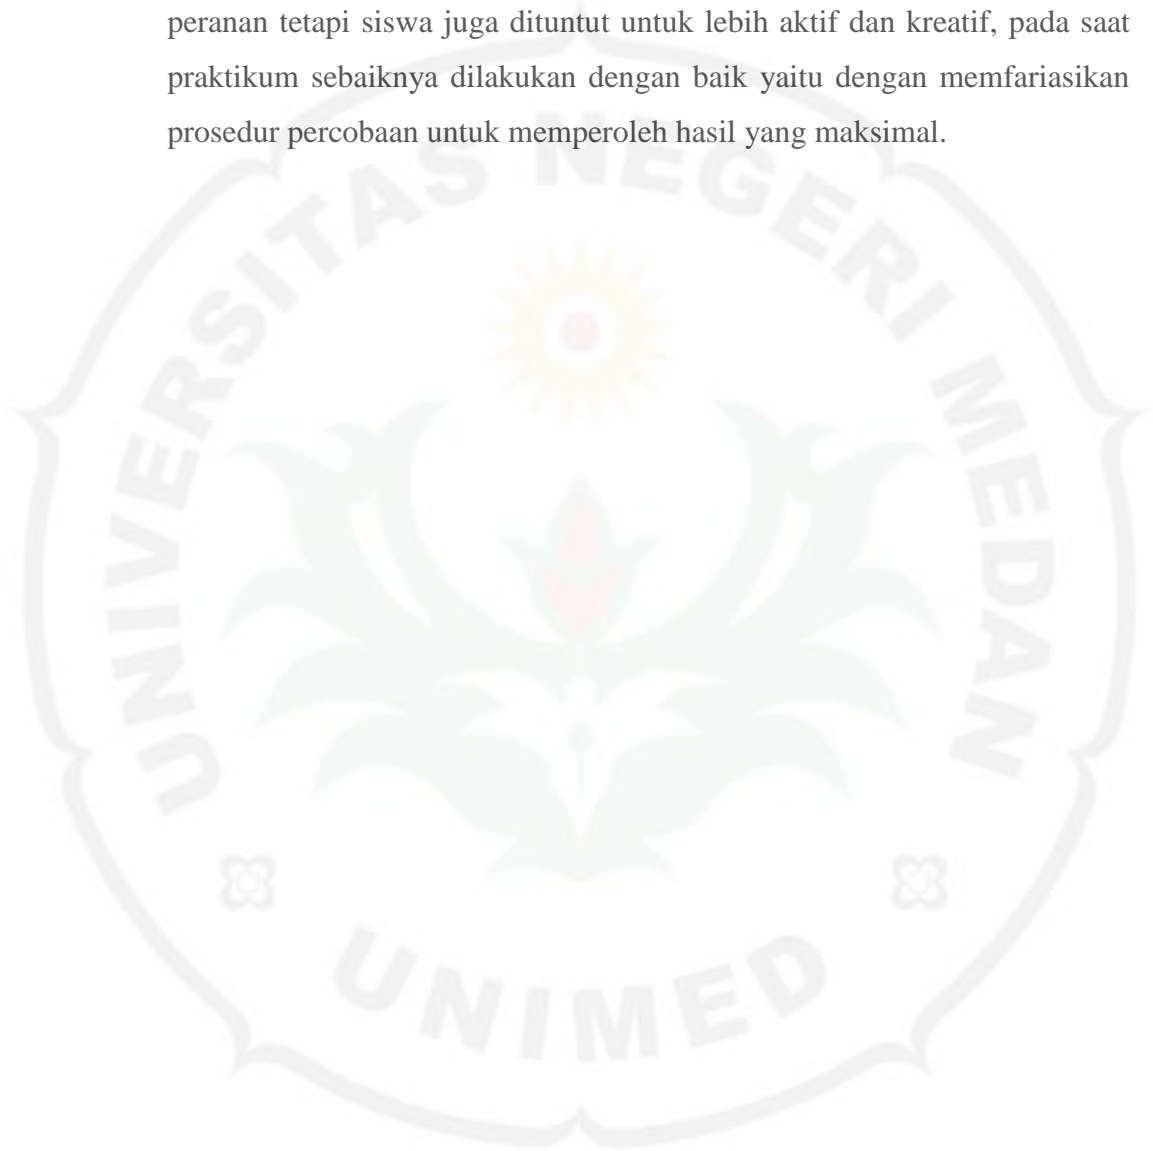 peranan tetapi siswa juga dituntut untuk lebih aktif dan kreatif, pada saat
praktikum sebaiknya dilakukan dengan baik yaitu dengan memfariasikan
prosedur percobaan untuk memperoleh hasil yang maksimal.
UNIVERSITAS NEGERI MEDAN
UNIMED